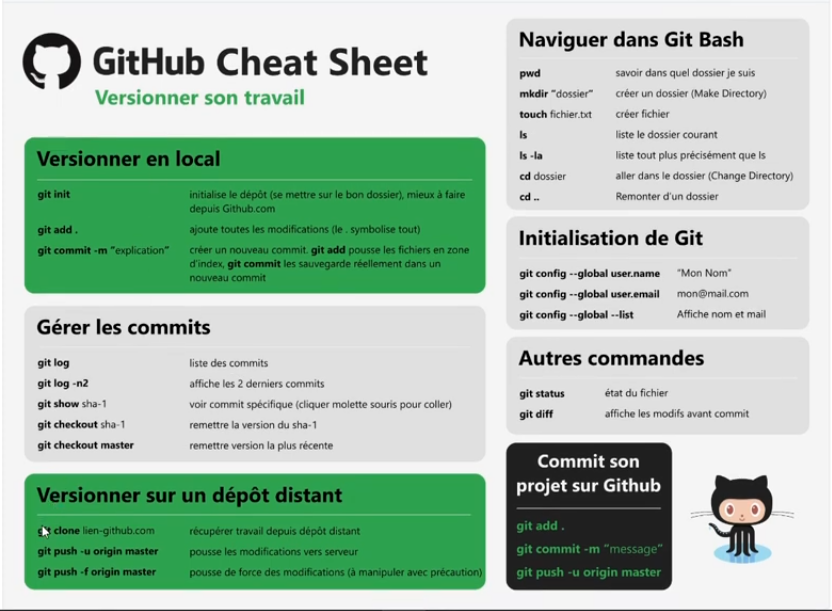 GitHub Cheat Sheet
Versionner son travail
Versionner en local
git init initialise le dépôt (se mettre sur le bon dossier), mieux à faire
depuis Github.com
git add . ajoute toutes les modifications (le . symbolise tout)
git commit -m "explication" créer un nouveau commit. git add pousse les fichiers en zone
d'index, git commit les sauvegarde réellement dans un
nouveau commit
Gérer les commits
git log liste des commits
git log -n2 affiche les 2 derniers commits
git show sha-1 voir commit spécifique (cliquer molette souris pour coller)
git checkout sha-1 remettre la version du sha-1
git checkout master remettre version la plus récente
Versionner sur un dépôt distant
git clone lien-github.com récupérer travail depuis dépôt distant
git push -u origin master pousse les modifications vers serveur
git push -f origin master pousse de force des modifications (à manipuler avec précaution)
Naviguer dans Git Bash
pwd savoir dans quel dossier je suis
mkdir "dossier" créer un dossier (Make Directory)
touch fichier.txt créer fichier
ls liste le dossier courant
ls -la liste tout plus précisément que ls
cd dossier aller dans le dossier (Change Directory)
cd .. Remonter d'un dossier
Initialisation de Git
git config --global user.name "Mon Nom"
git config --global user.email mon@mail.com
git config --global --list Affiche nom et mail
Autres commandes
git status état du fichier
git diff affiche les modifs avant commit
Commit son
projet sur Github
git add .
git commit -m "message"
git push -u origin master